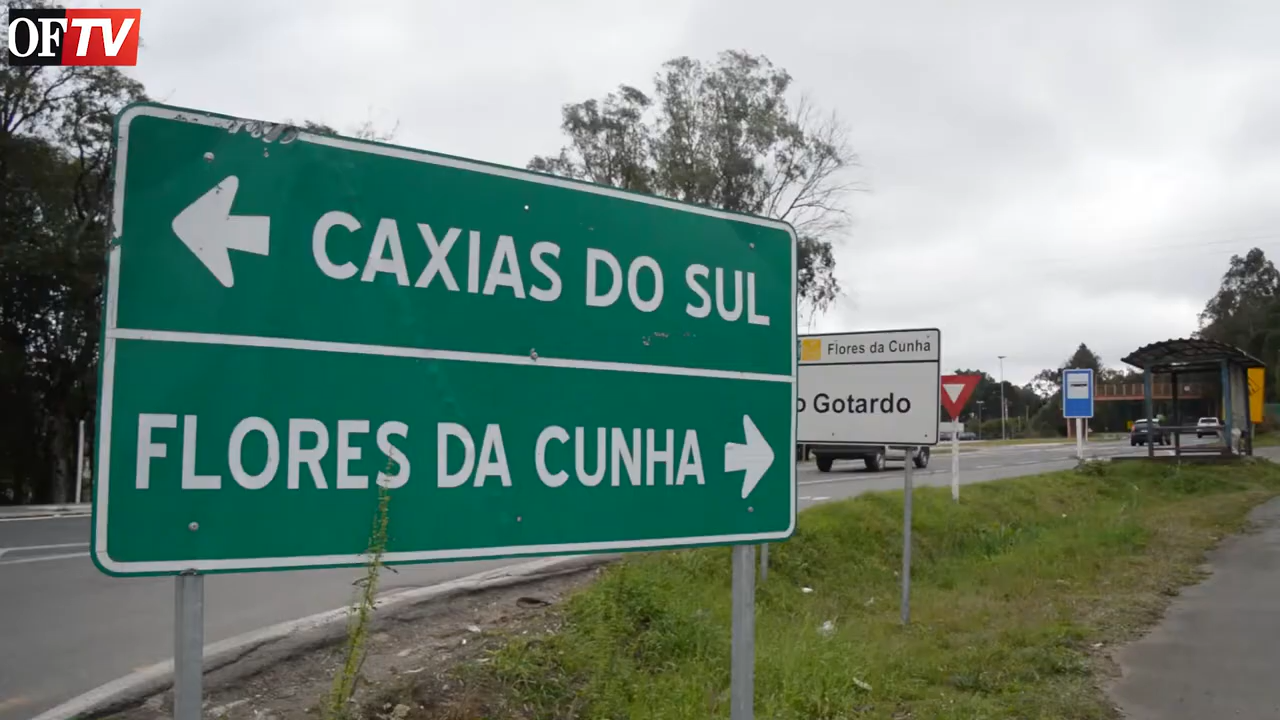 OFTV
CAXIAS DO SUL
FLORES DA CUNHA
Flores da Cunha
Gotardo